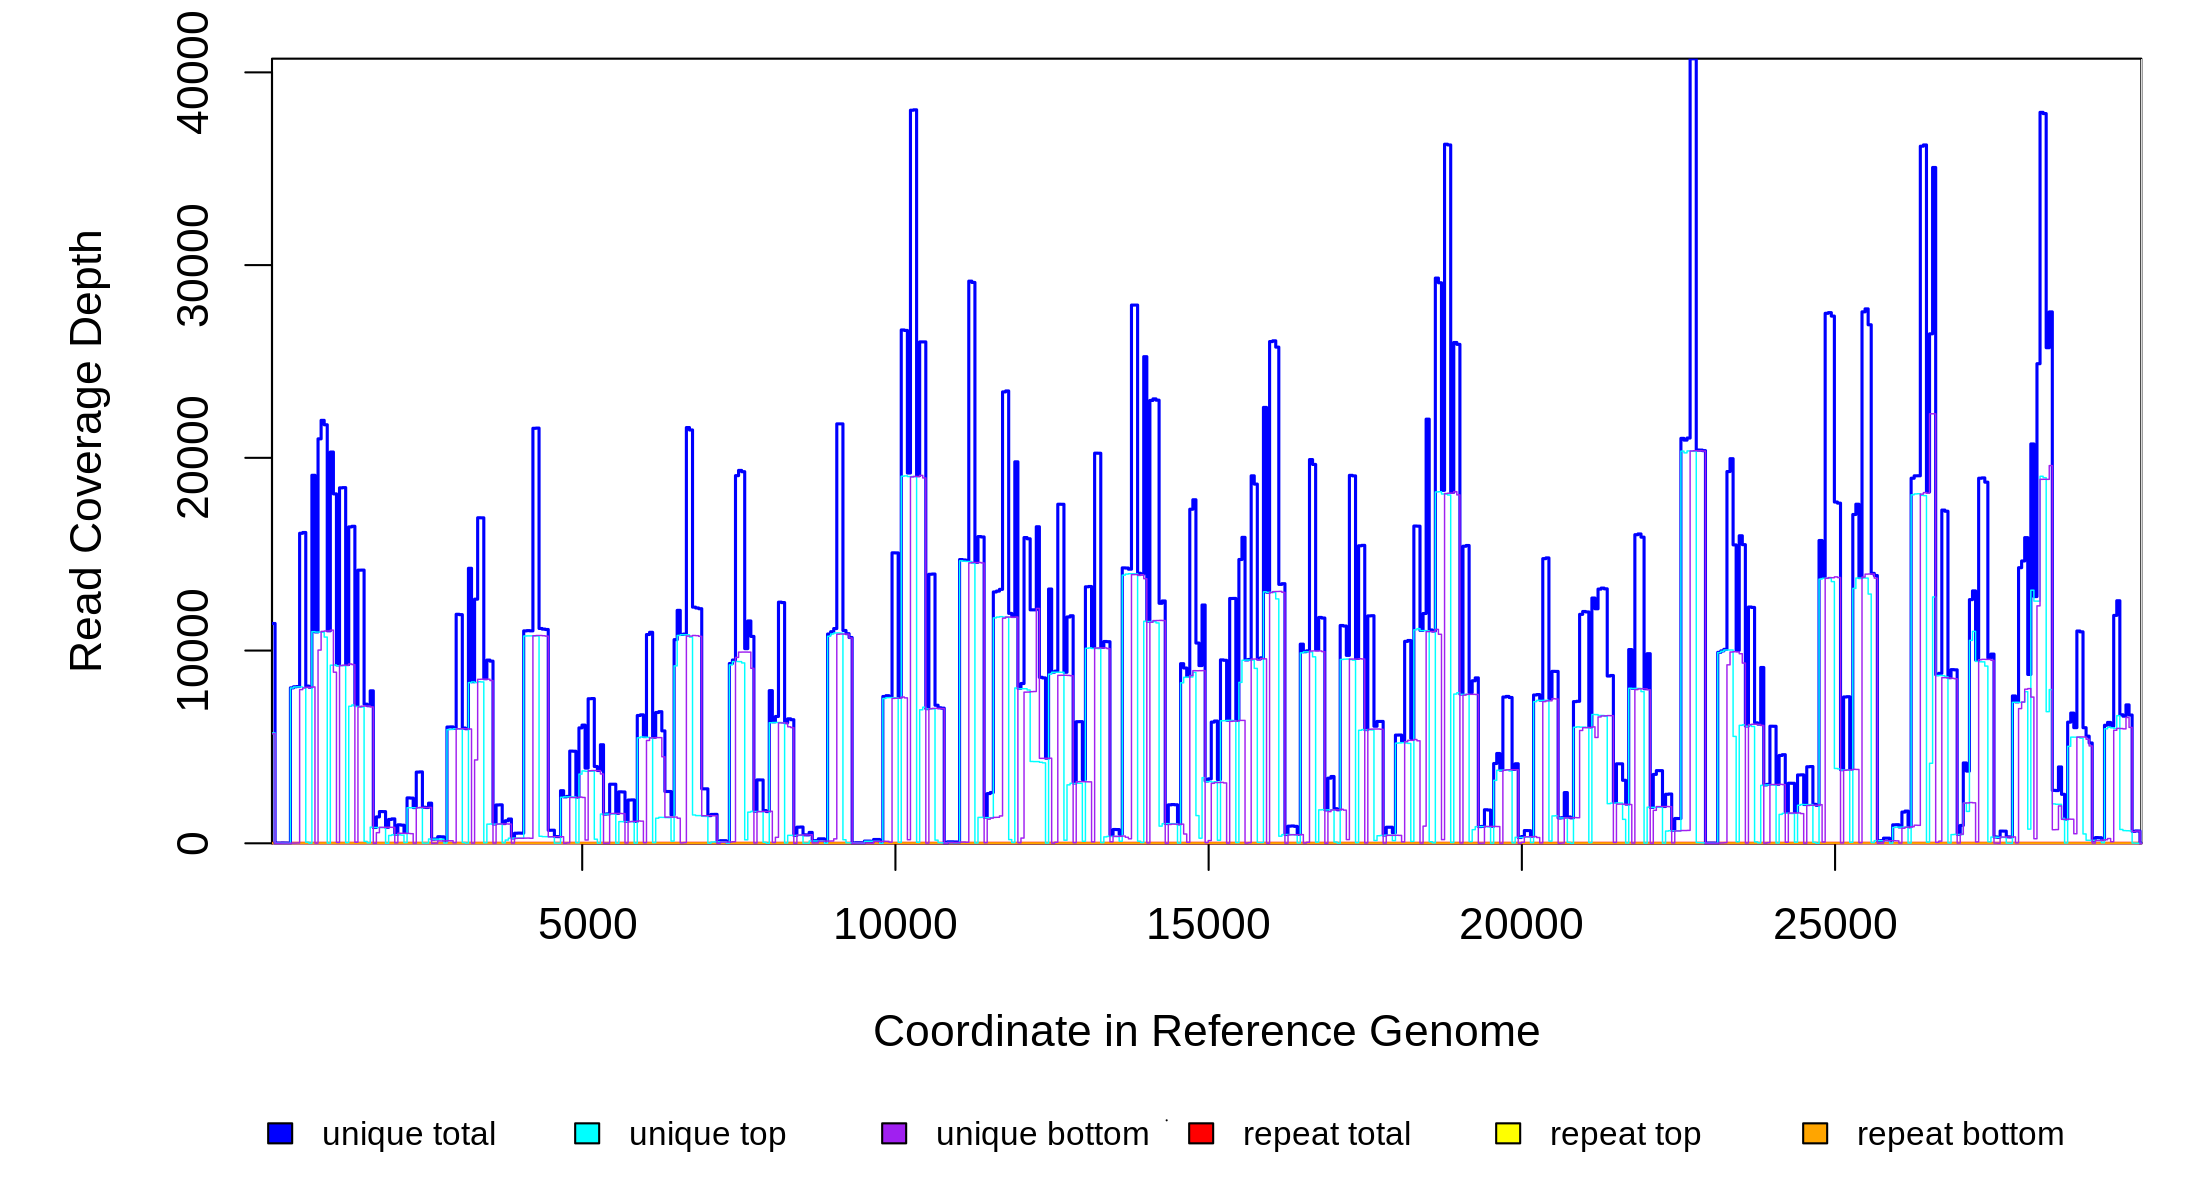 40000
30000
20000
10000
0
Read Coverage Depth
5000 10000 15000 20000 25000
Coordinate in Reference Genome
unique total unique top unique bottom repeat total repeat top repeat bottom